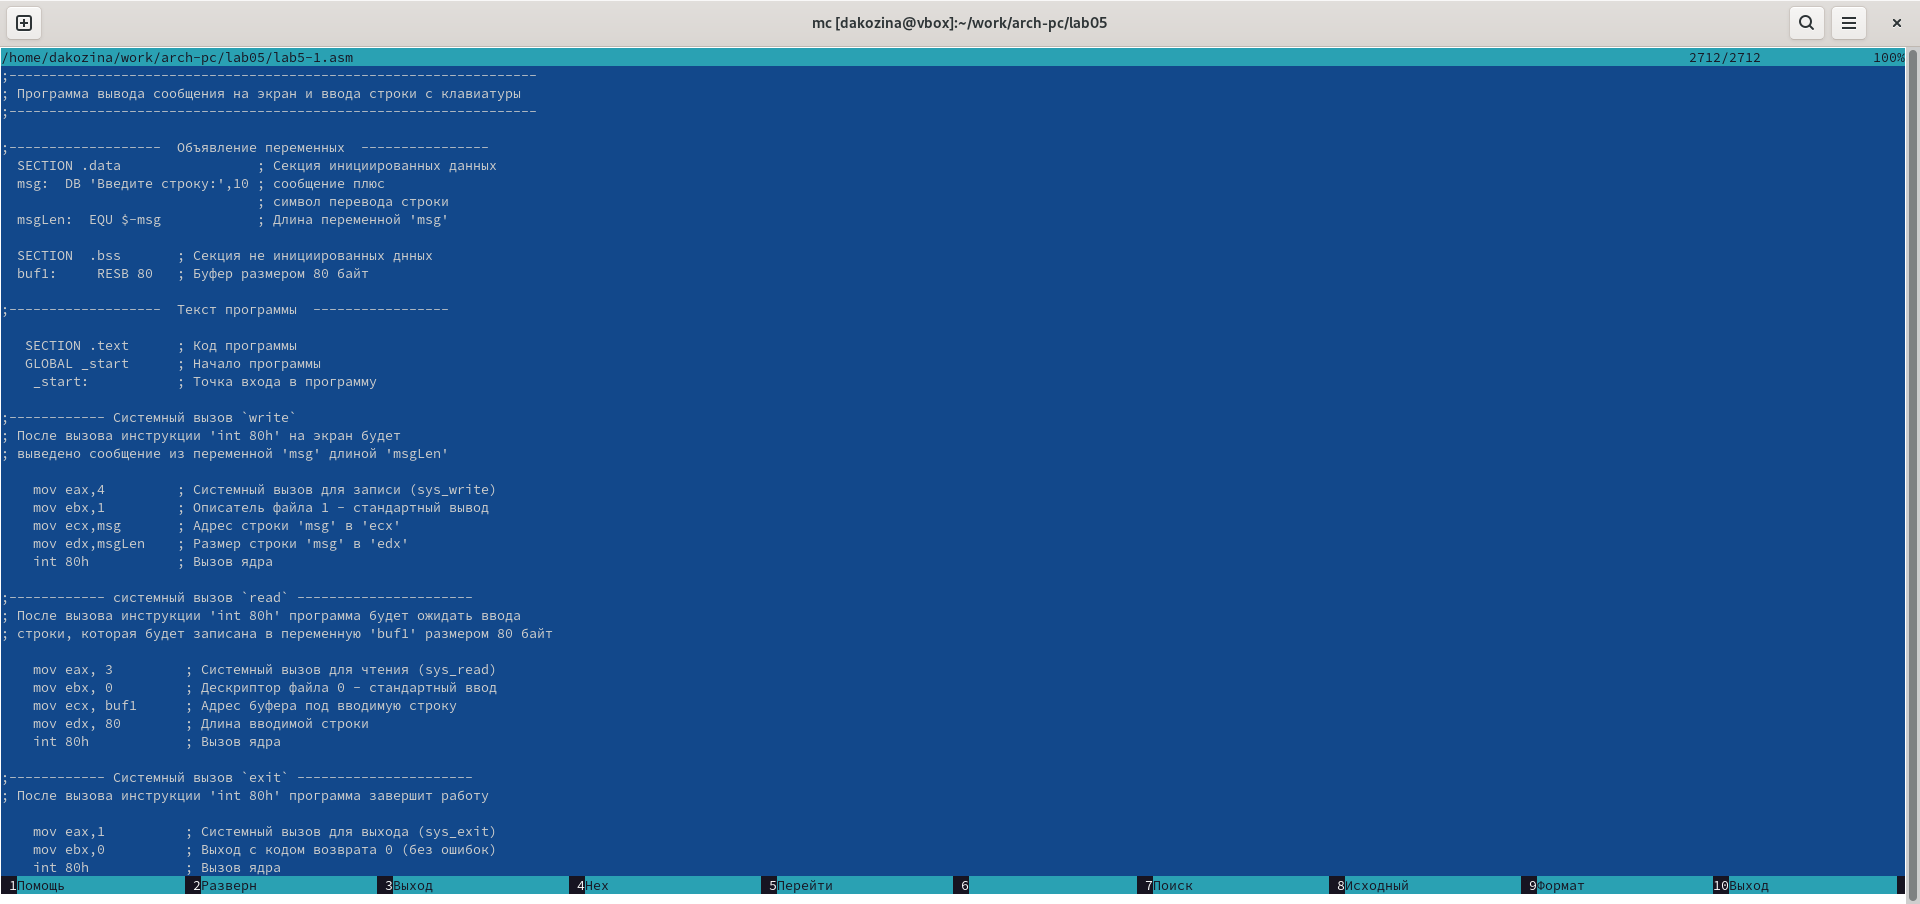 mc [dakozina@vbox]:~/work/arch-pc/lab05
/home/dakozina/work/arch-pc/lab05/lab5-1.asm 2712/2712 100%
;------------------------------------------------------------------
; Программа вывода сообщения на экран и ввода строки с клавиатуры
;------------------------------------------------------------------
;------------------- Объявление переменных ----------------
SECTION .data ; Секция инициированных данных
msg: DB 'Введите строку:',10 ; сообщение плюс
; символ перевода строки
msgLen: EQU $-msg ; Длина переменной 'msg'
SECTION .bss ; Секция не инициированных днных
buf1: RESB 80 ; Буфер размером 80 байт
;------------------- Текст программы -----------------
SECTION .text ; Код программы
GLOBAL _start ; Начало программы
_start: ; Точка входа в программу
;------------ Системный вызов `write`
; После вызова инструкции 'int 80h' на экран будет
; выведено сообщение из переменной 'msg' длиной 'msgLen'
mov eax,4 ; Системный вызов для записи (sys_write)
mov ebx,1 ; Описатель файла 1 - стандартный вывод
mov ecx,msg ; Адрес строки 'msg' в 'ecx'
mov edx,msgLen ; Размер строки 'msg' в 'edx'
int 80h ; Вызов ядра
;------------ системный вызов `read` ----------------------
; После вызова инструкции 'int 80h' программа будет ожидать ввода
; строки, которая будет записана в переменную 'buf1' размером 80 байт
mov eax, 3 ; Системный вызов для чтения (sys_read)
mov ebx, 0 ; Дескриптор файла 0 - стандартный ввод
mov ecx, buf1 ; Адрес буфера под вводимую строку
mov edx, 80 ; Длина вводимой строки
int 80h ; Вызов ядра
;------------ Системный вызов `exit` ----------------------
; После вызова инструкции 'int 80h' программа завершит работу
mov eax,1 ; Системный вызов для выхода (sys_exit)
mov ebx,0 ; Выход с кодом возврата 0 (без ошибок)
int 80h ; Вызов ядра
1Помощь 2Разверн 3Выход 4Hex 5Перейти 6 7Поиск 8Исходный 9Формат 10Выход